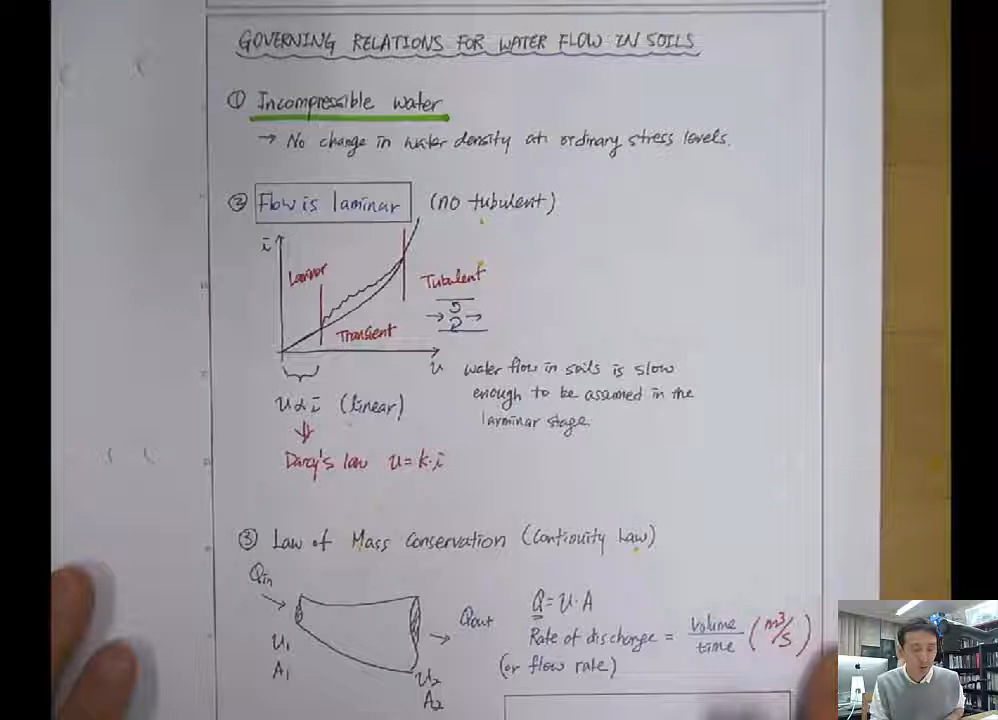 GOVERNING RELATIONS FOR WATER FLOW IN SOILS
① Incompressible water
→ No change in water density at ordinary stress levels.
② Flow is laminar (no tubulent)
i
Laminor
Tubulent
Transient
u
water flow in soils is slow
enough to be assumed in the
larminar stage.
u α i (linear)
Darcy's law u = k·i
③ Law of Mass Conservation (Contiouity Law)
Qin
Q = u·A
Qout
Rate of discharge = volume/time (m³/s)
(or flow rate)
u₁
A₁
u₂
A₂